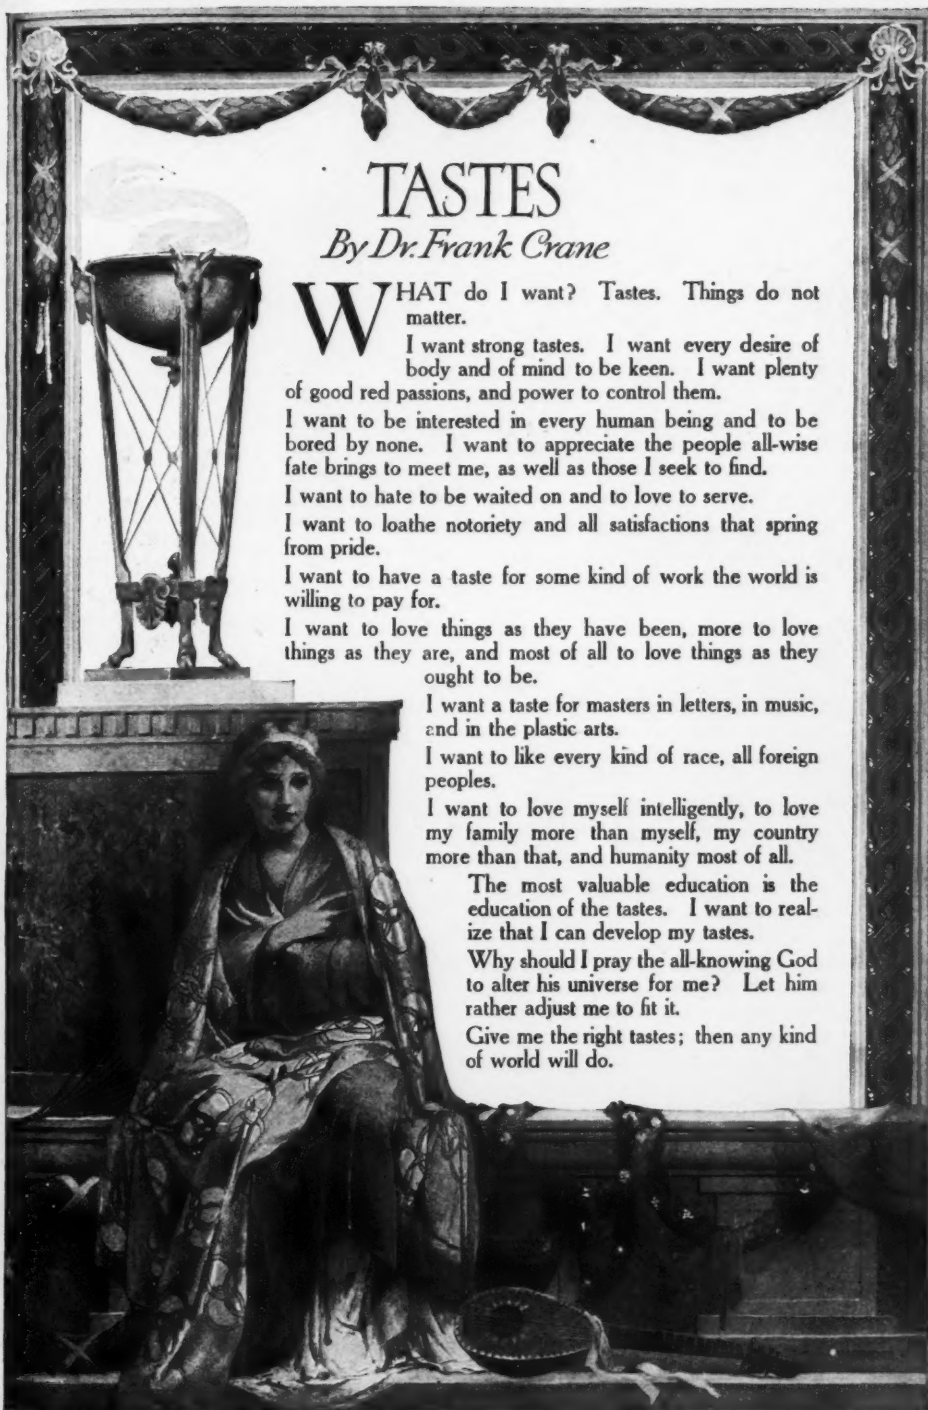 TASTES
By Dr. Frank Crane
WHAT do I want? Tastes. Things do not
matter.
I want strong tastes. I want every desire of
body and of mind to be keen. I want plenty
of good red passions, and power to control them.
I want to be interested in every human being and to be
bored by none. I want to appreciate the people all-wise
fate brings to meet me, as well as those I seek to find.
I want to hate to be waited on and to love to serve.
I want to loathe notoriety and all satisfactions that spring
from pride.
I want to have a taste for some kind of work the world is
willing to pay for.
I want to love things as they have been, more to love
things as they are, and most of all to love things as they
ought to be.
I want a taste for masters in letters, in music,
and in the plastic arts.
I want to like every kind of race, all foreign
peoples.
I want to love myself intelligently, to love
my family more than myself, my country
more than that, and humanity most of all.
The most valuable education is the
education of the tastes. I want to real-
ize that I can develop my tastes.
Why should I pray the all-knowing God
to alter his universe for me? Let him
rather adjust me to fit it.
Give me the right tastes; then any kind
of world will do.